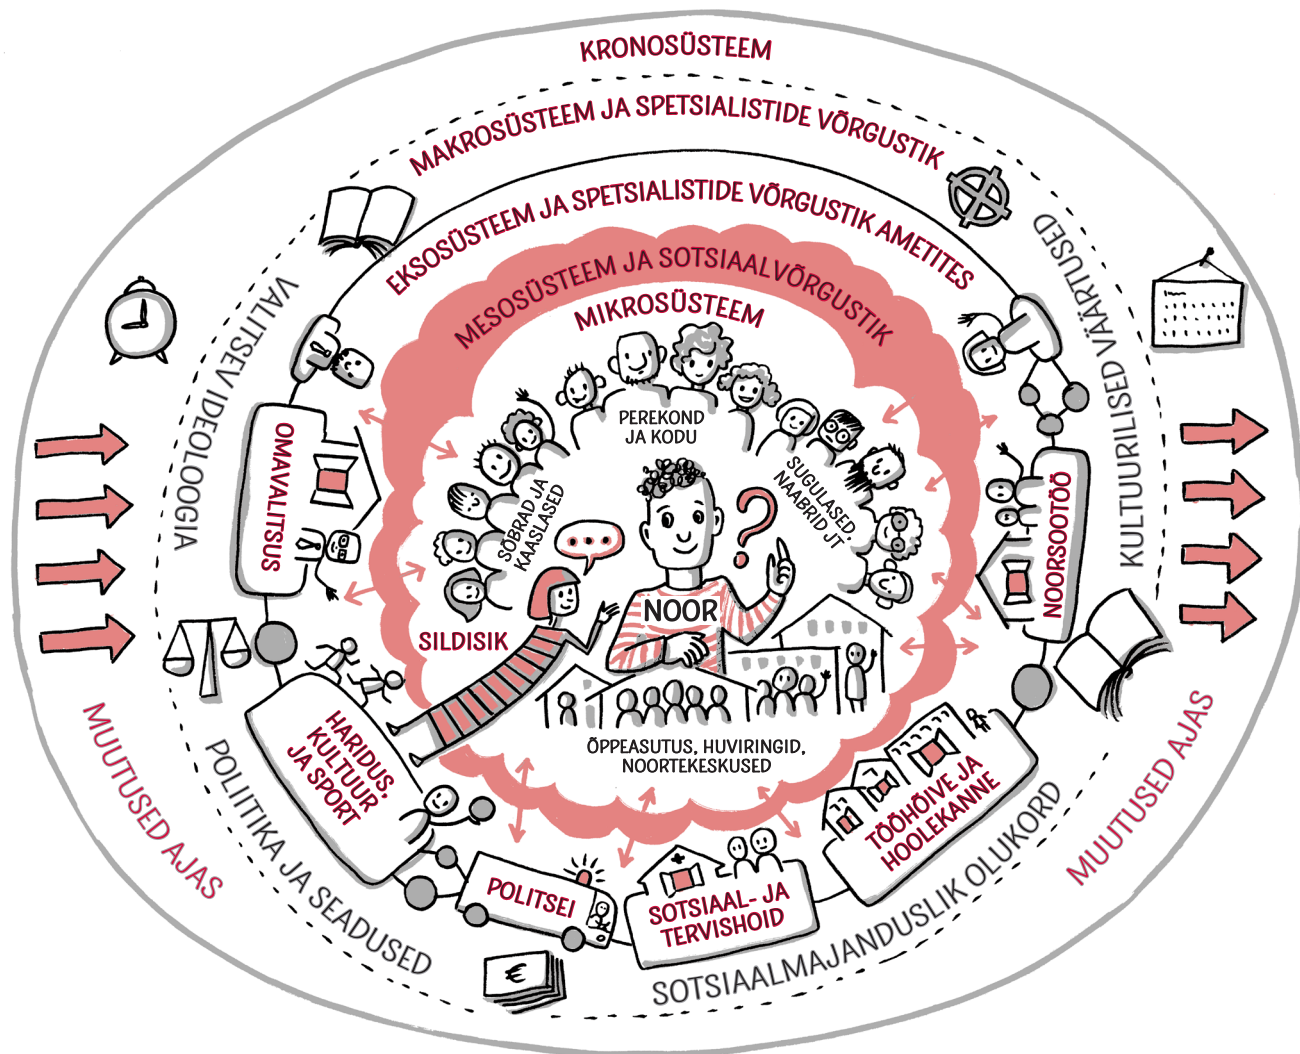 KRONOSÜSTEEM
MAKROSÜSTEEM JA SPETSIALISTIDE VÕRGUSTIK
EKSOSÜSTEEM JA SPETSIALISTIDE VÕRGUSTIK AMETITES
MESOSÜSTEEM JA SOTSIAALVÕRGUSTIK
MIKROSÜSTEEM
VALITSEV IDEOLOOGIA
KULTUURILISED VÄÄRTUSED
PEREKOND
JA KODU
SÕBRAD JA
KAASLASED
SUGULASED,
NAABRID JT
OMAVALITSUS
NOORSOOTÖÖ
NOOR
SILDISIK
ÕPPEASUTUS, HUVIRINGID,
NOORTEKESKUSED
HARIDUS,
KULTUUR
JA SPORT
TÖÖHÕIVE JA
HOOLEKANNE
POLITSEI
SOTSIAAL- JA
TERVISHOID
€
MUUTUSED AJAS
POLIITIKA JA SEADUSED
SOTSIAALMAJANDUSLIK OLUKORD
MUUTUSED AJAS